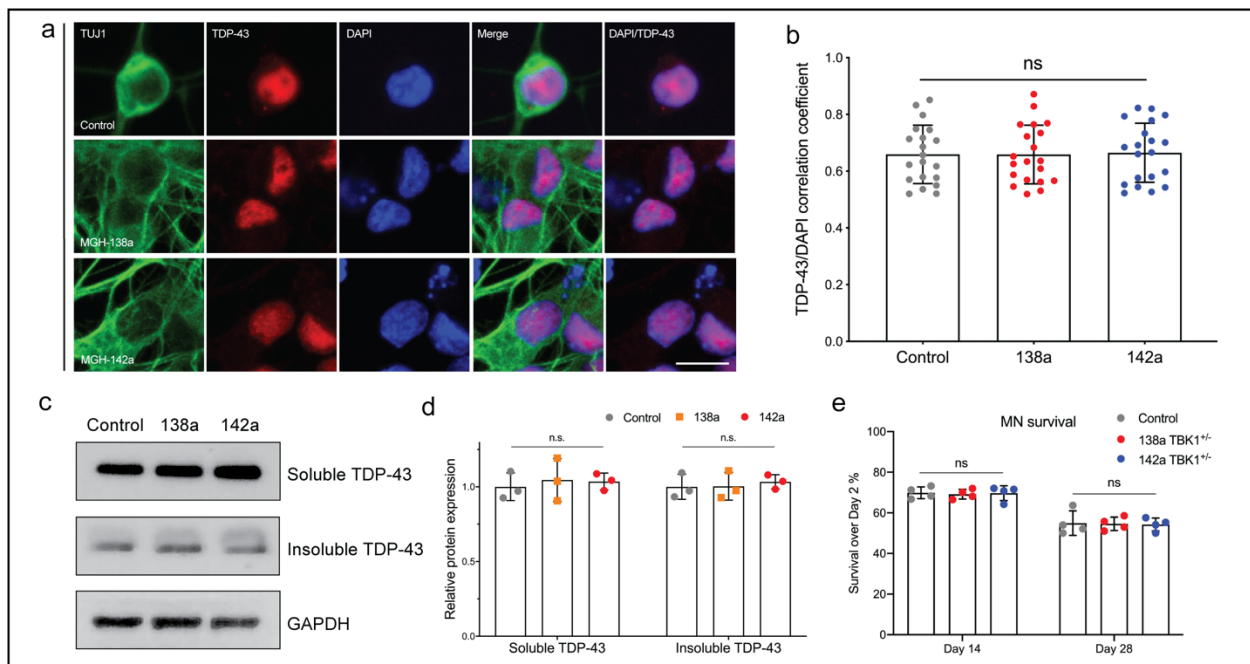 a
TUJ1 TDP-43 DAPI Merge DAPI/TDP-43
Control
MGH-138a
MGH-142a
b
ns
TDP-43/DAPI correlation coefficient
1.0
0.8
0.6
0.4
0.2
0.0
Control 138a 142a
c
Control 138a 142a
Soluble TDP-43
Insoluble TDP-43
GAPDH
d
Control 138a 142a
n.s. n.s.
Relative protein expression
1.0
0.0
Soluble TDP-43 Insoluble TDP-43
e
MN survival
Control
138a TBK1+/-
142a TBK1+/-
ns
ns
Survival over Day 2 %
100
80
60
40
20
0
Day 14 Day 28